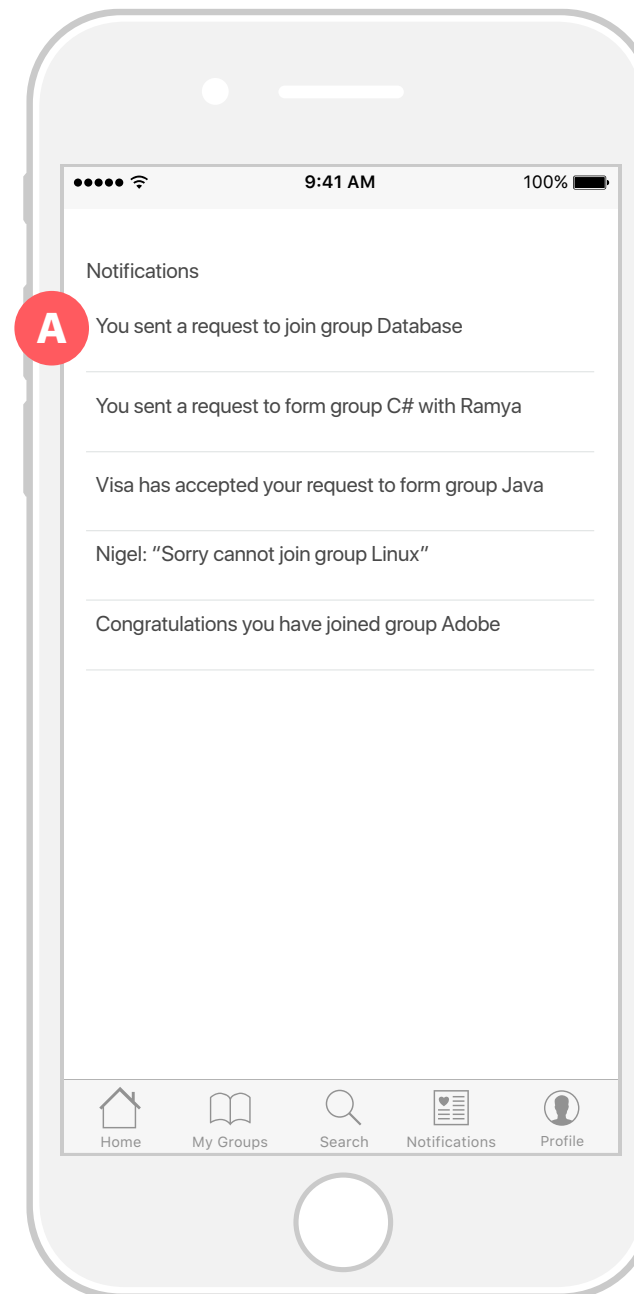 9:41 AM 100%
Notifications
A
You sent a request to join group Database
You sent a request to form group C# with Ramya
Visa has accepted your request to form group Java
Nigel: “Sorry cannot join group Linux”
Congratulations you have joined group Adobe
Home My Groups Search Notifications Profile